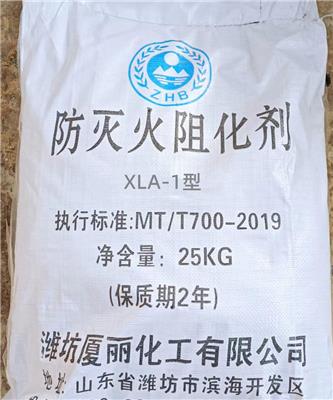 ZHB
防灭火阻化剂
XLA-1型
执行标准:MT/T700-2019
净含量: 25KG
(保质期2年)
潍坊厦丽化工有限公司
地址:山东省潍坊市滨海开发区